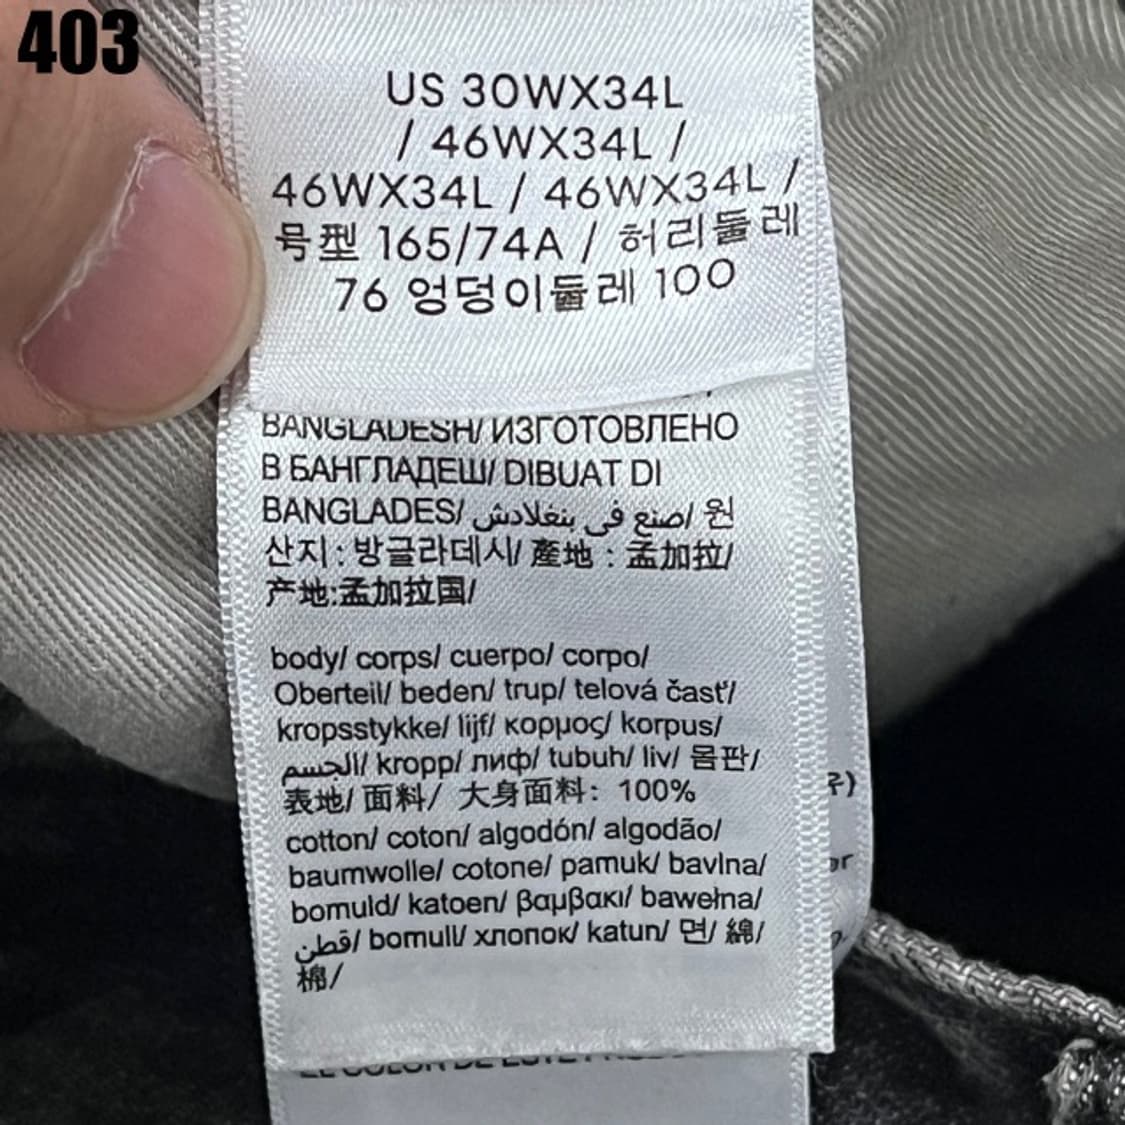 403
US 30WX34L
/ 46WX34L /
46WX34L / 46WX34L /
号型 165/74A / 허리둘레
76 엉덩이둘레 100
BANGLADESH/ ИЗГОТОВЛЕНО
В БАНГЛАДЕШ/ DIBUAT DI
BANGLADES/ صنع في بنغلادش/ 원
산지 : 방글라데시/ 產地 : 孟加拉/
产地:孟加拉国/
body/ corps/ cuerpo/ corpo/
Oberteil/ beden/ trup/ telová časť/
kropsstykke/ lijf/ κορμος/ korpus/
الجسم/ kropp/ лиф/ tubuh/ liv/ 몸판/
表地/ 面料/ 大身面料: 100%
cotton/ coton/ algodón/ algodão/
baumwolle/ cotone/ pamuk/ bavlna/
bomuld/ katoen/ βαμβακι/ bawełna/
قطن/ bomull/ хлопок/ katun/ 면/ 綿/
棉/
or
EL COLOR DE ESTE